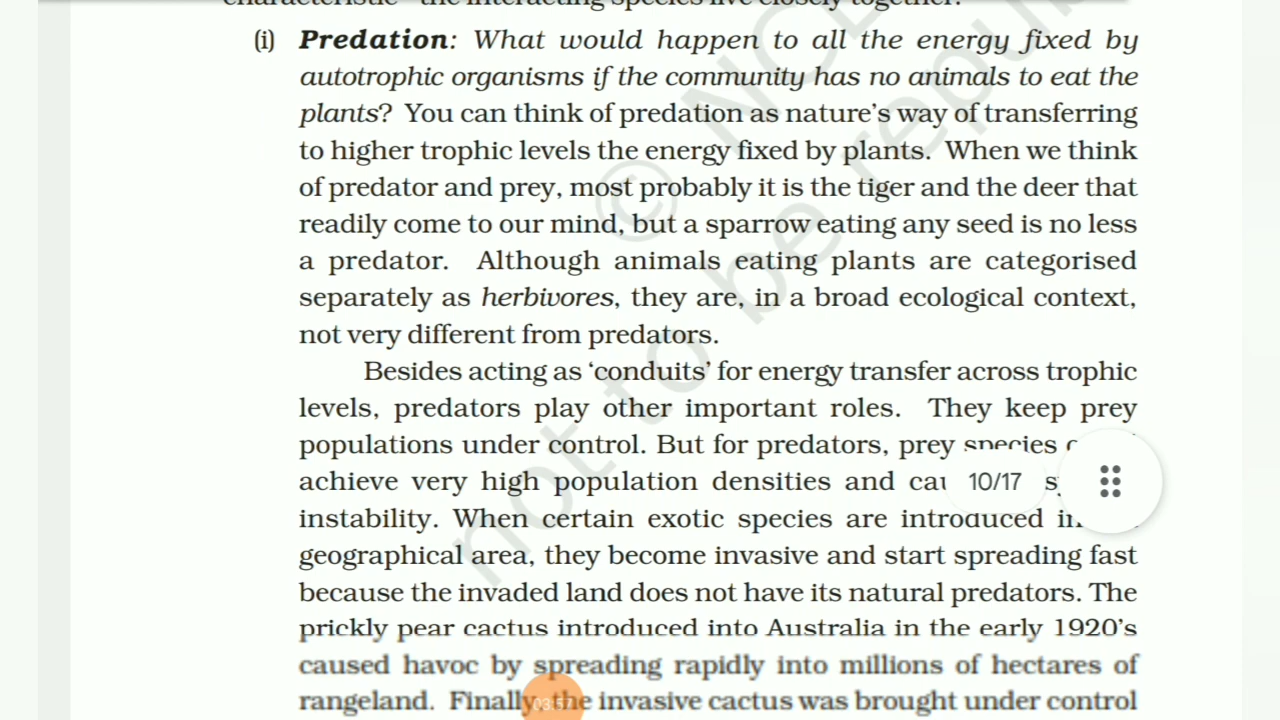 (i) Predation: What would happen to all the energy fixed by
autotrophic organisms if the community has no animals to eat the
plants? You can think of predation as nature's way of transferring
to higher trophic levels the energy fixed by plants. When we think
of predator and prey, most probably it is the tiger and the deer that
readily come to our mind, but a sparrow eating any seed is no less
a predator. Although animals eating plants are categorised
separately as herbivores, they are, in a broad ecological context,
not very different from predators.
Besides acting as ‘conduits’ for energy transfer across trophic
levels, predators play other important roles. They keep prey
populations under control. But for predators, prey species
achieve very high population densities and
10/17
instability. When certain exotic species are introduced
geographical area, they become invasive and start spreading fast
because the invaded land does not have its natural predators. The
prickly pear cactus introduced into Australia in the early 1920's
caused havoc by spreading rapidly into millions of hectares of
rangeland. Finally, the invasive cactus was brought under control
03:57
© not to be